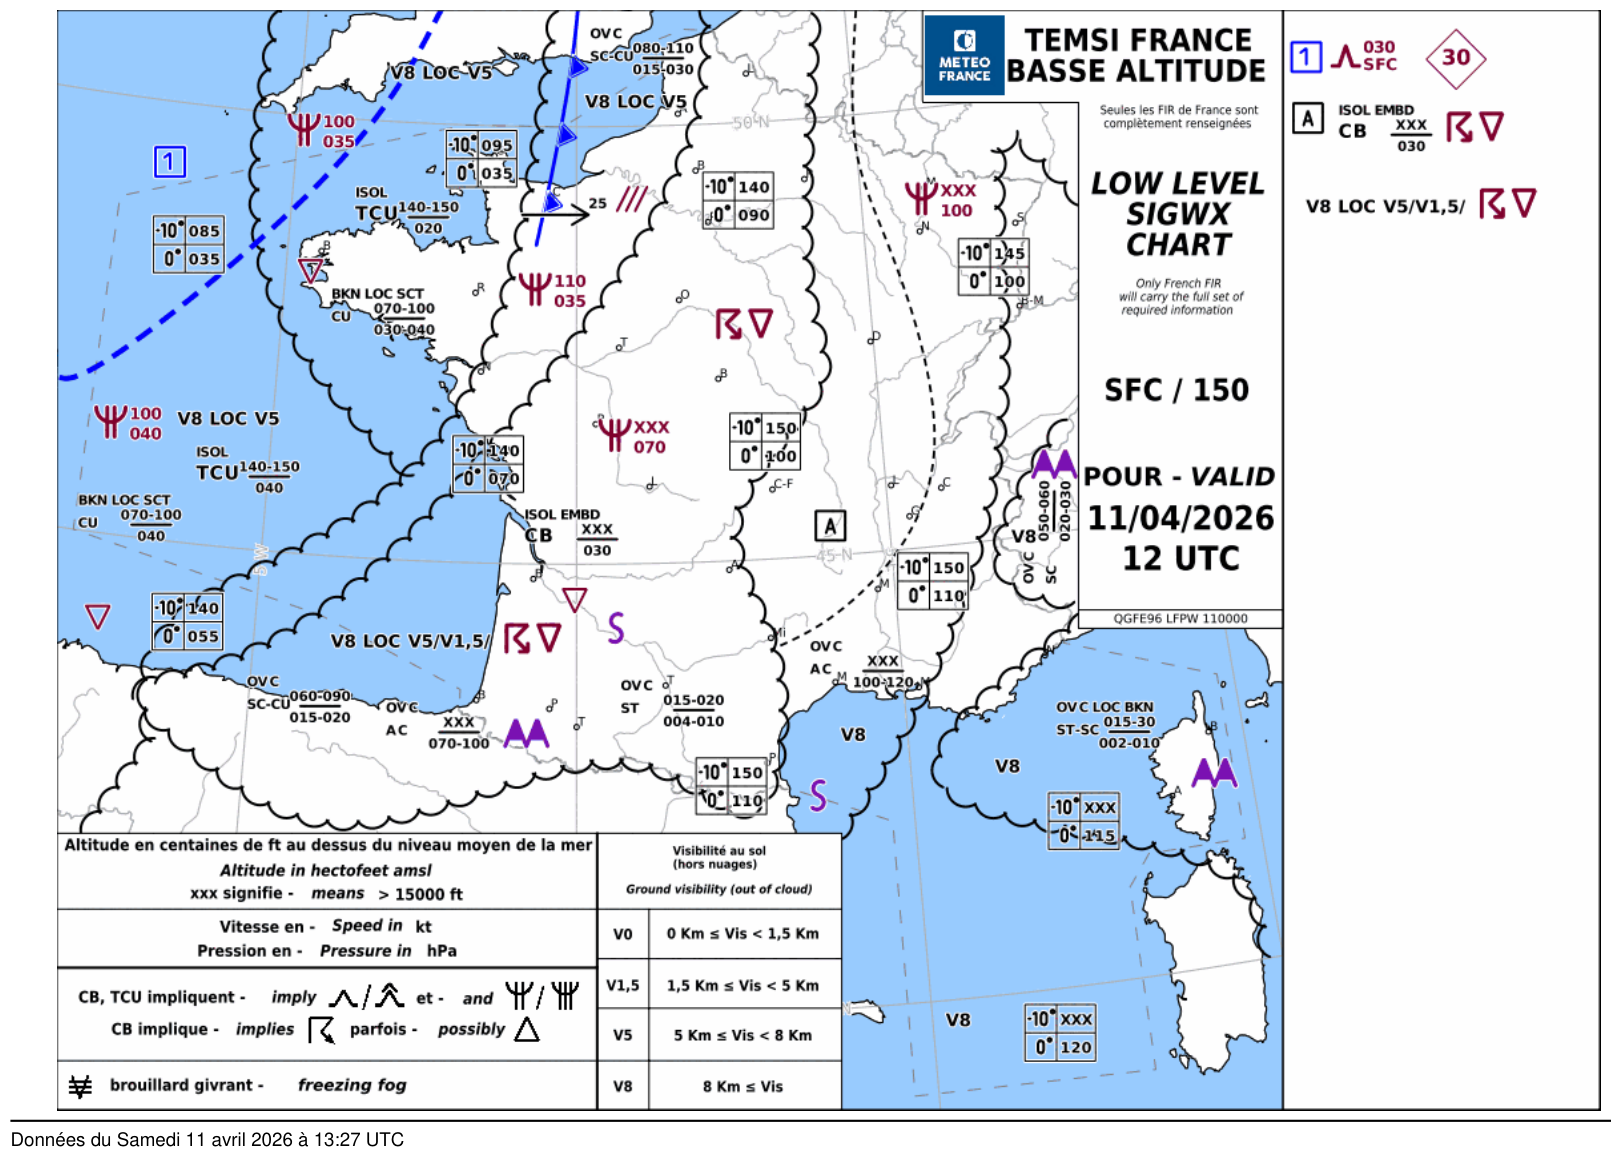 METEO
FRANCE
TEMSI FRANCE
BASSE ALTITUDE
Seules les FIR de France sont
complètement renseignées
LOW LEVEL
SIGWX
CHART
Only French FIR
will carry the full set of
required information
SFC / 150
POUR - VALID
11/04/2026
12 UTC
QGFE96 LFPW 110000
1
030
SFC
30
A
ISOL EMBD
CB
XXX
030
V8 LOC V5/V1,5/
V8 LOC V5
OVC
SC-CU
080-110
015-030
V8 LOC V5
50°N
100
035
1
-10° 095
0° 035
ISOL
TCU
140-150
020
25
-10° 140
0° 090
XXX
100
-10° 085
0° 035
-10° 145
0° 100
BKN LOC SCT
CU
070-100
030-040
110
035
100
040
V8 LOC V5
ISOL
TCU
140-150
040
BKN LOC SCT
CU
070-100
040
XXX
070
-10° 140
0° 070
-10° 150
0° 100
A
45°N
ISOL EMBD
CB
XXX
030
V8
OVC
SC
050-060
020-030
-10° 150
0° 110
-10° 140
0° 055
V8 LOC V5/V1,5/
OVC
SC-CU
060-090
015-020
OVC
AC
XXX
070-100
OVC
ST
015-020
004-010
OVC
AC
XXX
100-120
V8
V8
OVC LOC BKN
ST-SC
015-30
002-010
-10° 150
0° 110
-10° XXX
0° 115
V8
-10° XXX
0° 120
Altitude en centaines de ft au dessus du niveau moyen de la mer
Altitude in hectofeet amsl
xxx signifie - means > 15000 ft
Vitesse en - Speed in kt
Pression en - Pressure in hPa
CB, TCU impliquent - imply / et - and /
CB implique - implies parfois - possibly
brouillard givrant - freezing fog
Visibilité au sol
(hors nuages)
Ground visibility (out of cloud)
V0 0 Km ≤ Vis < 1,5 Km
V1,5 1,5 Km ≤ Vis < 5 Km
V5 5 Km ≤ Vis < 8 Km
V8 8 Km ≤ Vis
Données du Samedi 11 avril 2026 à 13:27 UTC